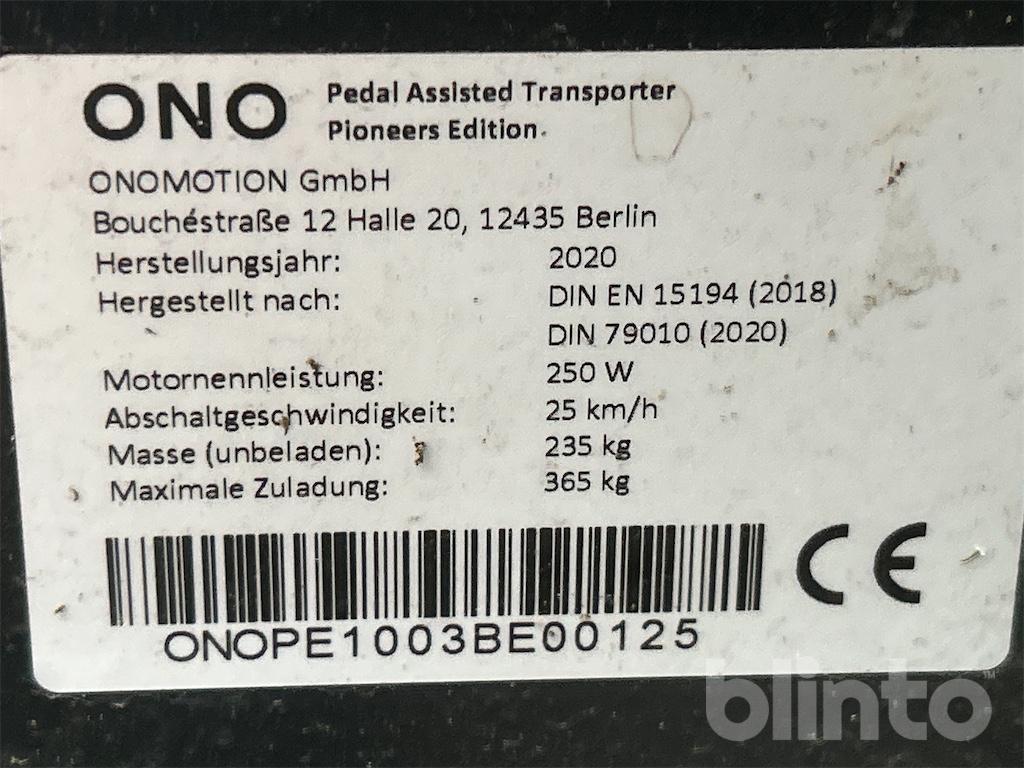 ONO
Pedal Assisted Transporter
Pioneers Edition
ONOMOTION GmbH
Bouchéstraße 12 Halle 20, 12435 Berlin
Herstellungsjahr: 2020
Hergestellt nach: DIN EN 15194 (2018)
DIN 79010 (2020)
Motornennleistung: 250 W
Abschaltgeschwindigkeit: 25 km/h
Masse (unbeladen): 235 kg
Maximale Zuladung: 365 kg
CE
ONOPE1003BE00125
blinto™